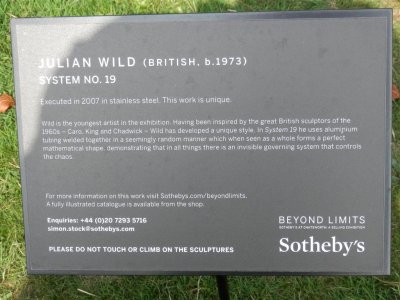 JULIAN WILD (BRITISH, b.1973)
SYSTEM NO. 19
Executed in 2007 in stainless steel. This work is unique.
Wild is the youngest artist in the exhibition. Having been inspired by the great British sculptors of the
1960s – Caro, King and Chadwick – Wild has developed a unique style. In System 19 he uses aluminium
tubing welded together in a seemingly random manner which when seen as a whole forms a perfect
mathematical shape, demonstrating that in all things there is an invisible governing system that controls
the chaos.
For more information on this work visit Sothebys.com/beyondlimits.
A fully illustrated catalogue is available from the shop.
Enquiries: +44 (0)20 7293 5716
simon.stock@sothebys.com
PLEASE DO NOT TOUCH OR CLIMB ON THE SCULPTURES
BEYOND LIMITS
SOTHEBY'S AT CHATSWORTH: A SELLING EXHIBITION
Sotheby's